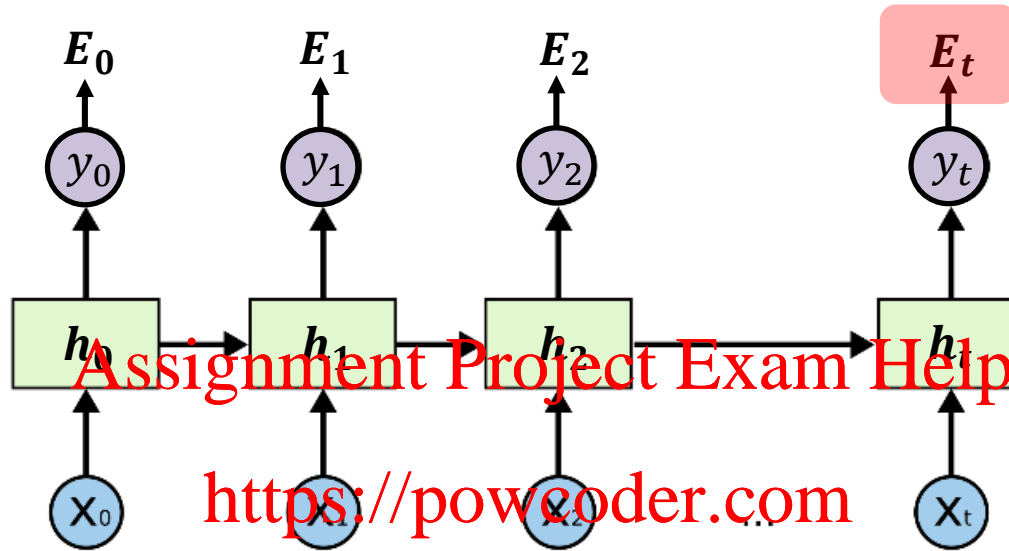 E₀ E₁ E₂ Eₜ
y₀ y₁ y₂ yₜ
h₀ h₁ h₂ hₜ
Assignment Project Exam Help
https://powcoder.com
X₀ X₁ X₂ ... Xₜ